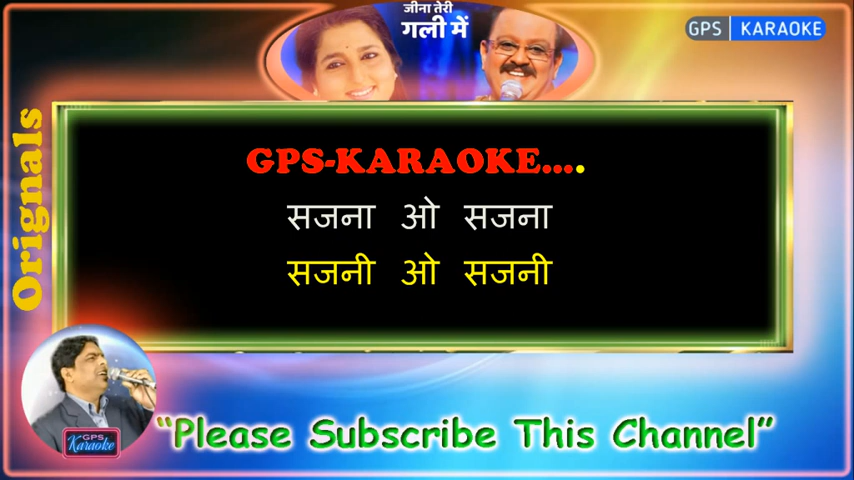 जीना तेरी
गली में
GPS | KARAOKE
Orignals
GPS-KARAOKE....
सजना ओ सजना
सजनी ओ सजनी
GPS
Karaoke
“Please Subscribe This Channel”